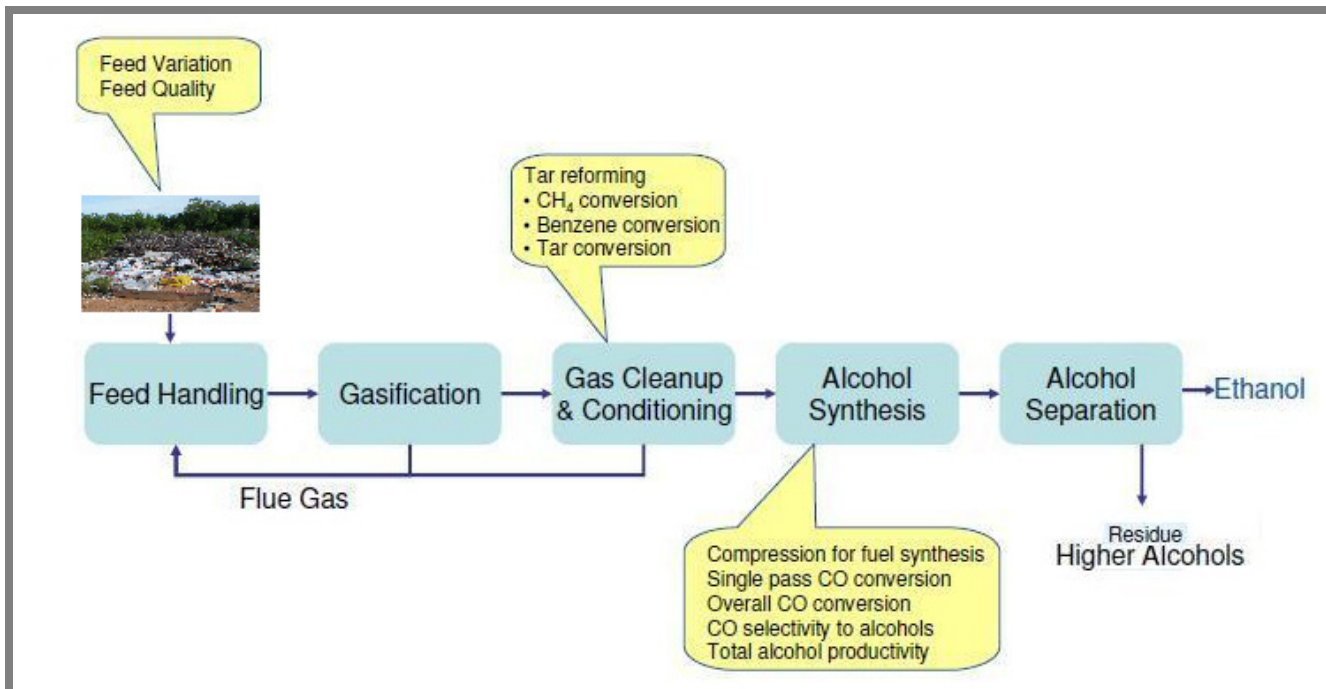 Feed Variation
Feed Quality
Tar reforming
• CH₄ conversion
• Benzene conversion
• Tar conversion
Feed Handling
Gasification
Gas Cleanup
& Conditioning
Alcohol
Synthesis
Alcohol
Separation
Ethanol
Flue Gas
Residue
Higher Alcohols
Compression for fuel synthesis
Single pass CO conversion
Overall CO conversion
CO selectivity to alcohols
Total alcohol productivity